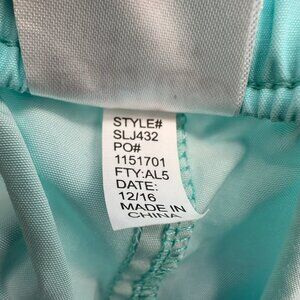 STYLE#
SLJ432
PO#
1151701
FTY:AL5
DATE:
12/16
MADE IN
CHINA